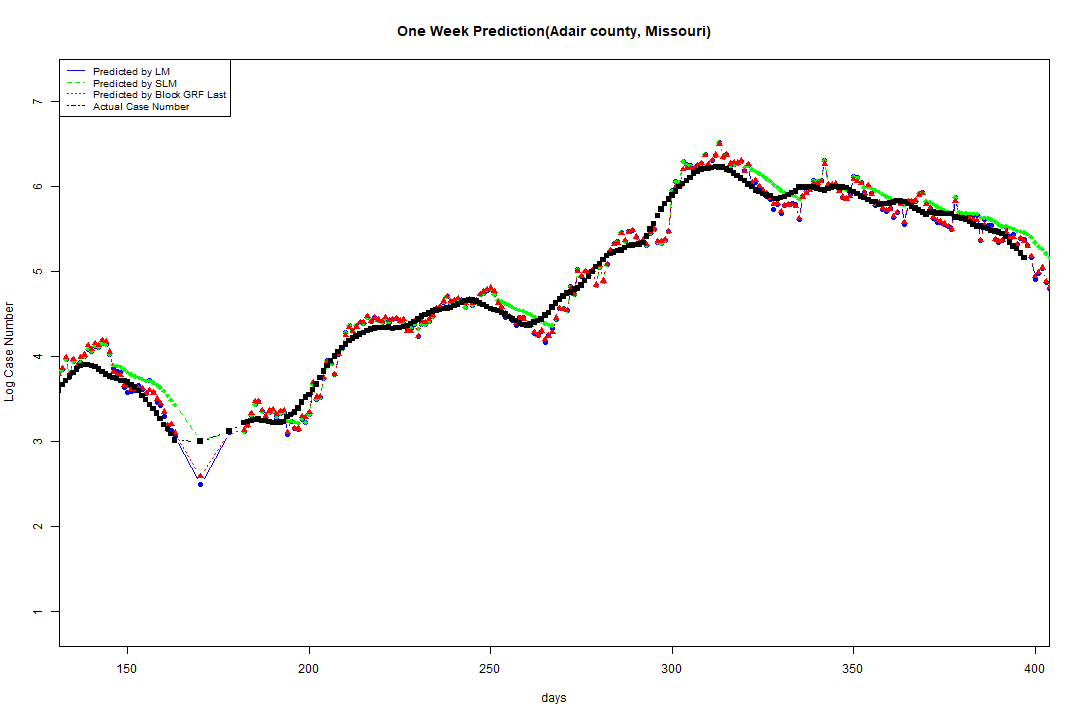 One Week Prediction(Adair county, Missouri)
Predicted by LM
Predicted by SLM
Predicted by Block GRF Last
Actual Case Number
7
6
5
4
3
2
1
Log Case Number
150 200 250 300 350 400
days